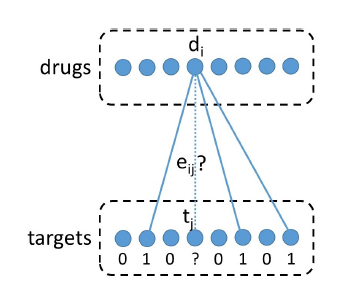 d_i
drugs
e_ij?
t_j
targets
0 1 0 ? 0 1 0 1